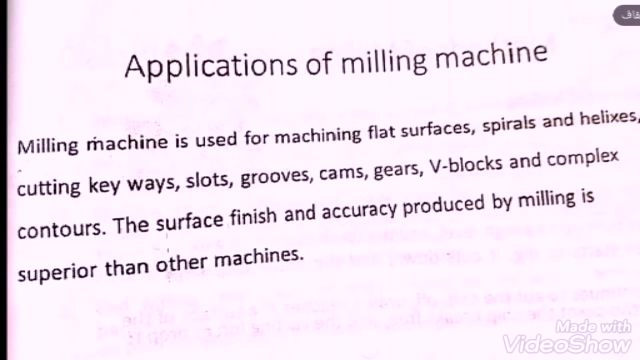 Applications of milling machine
Milling machine is used for machining flat surfaces, spirals and helixes,
cutting key ways, slots, grooves, cams, gears, V-blocks and complex
contours. The surface finish and accuracy produced by milling is
superior than other machines.
Made with
VideoShow